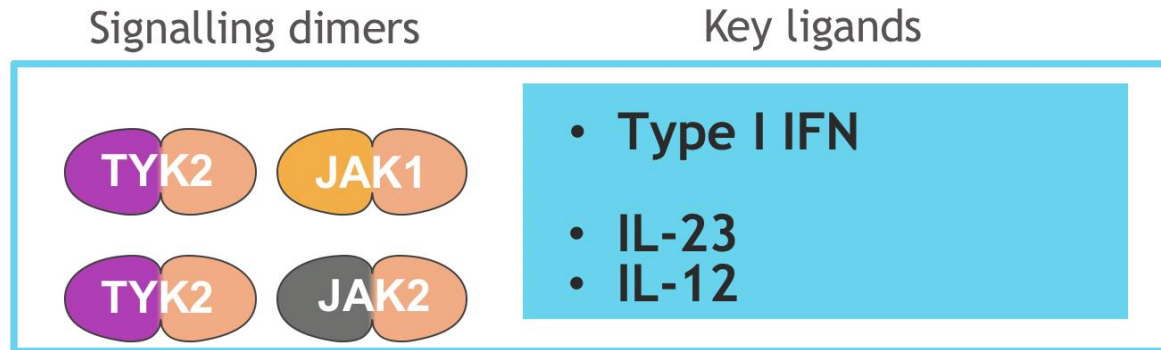 Signalling dimers
Key ligands
TYK2 JAK1
• Type I IFN
• IL-23
TYK2 JAK2
• IL-12